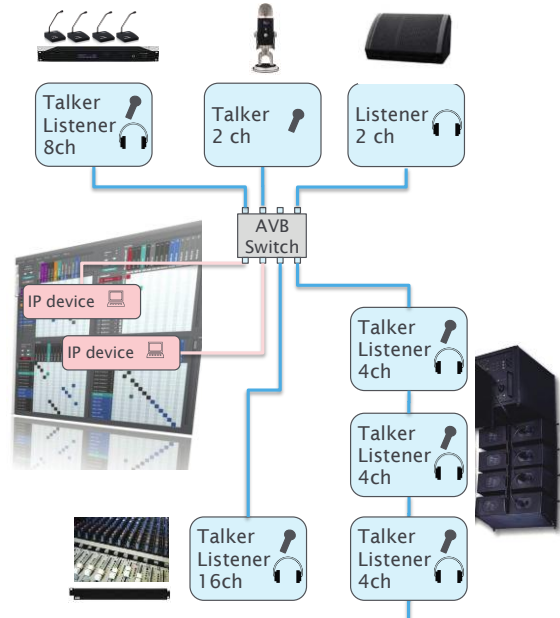 Talker
Listener
8ch
Talker
2 ch
Listener
2 ch
AVB
Switch
IP device
IP device
Talker
Listener
4ch
Talker
Listener
4ch
Talker
Listener
16ch
Talker
Listener
4ch